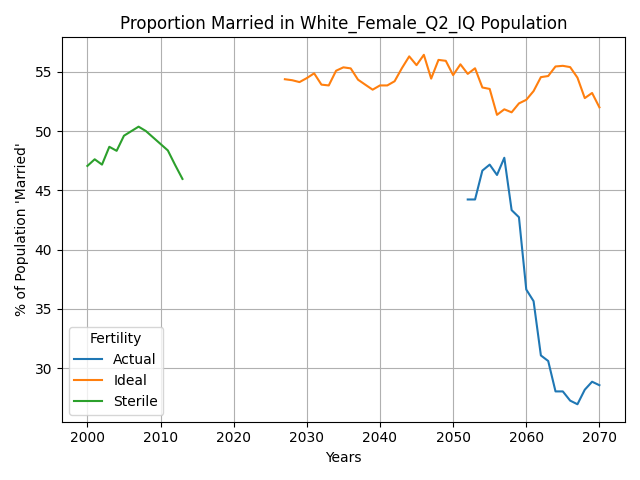 Proportion Married in White_Female_Q2_IQ Population
% of Population 'Married'
55
50
45
40
35
30
Fertility
Actual
Ideal
Sterile
2000 2010 2020 2030 2040 2050 2060 2070
Years